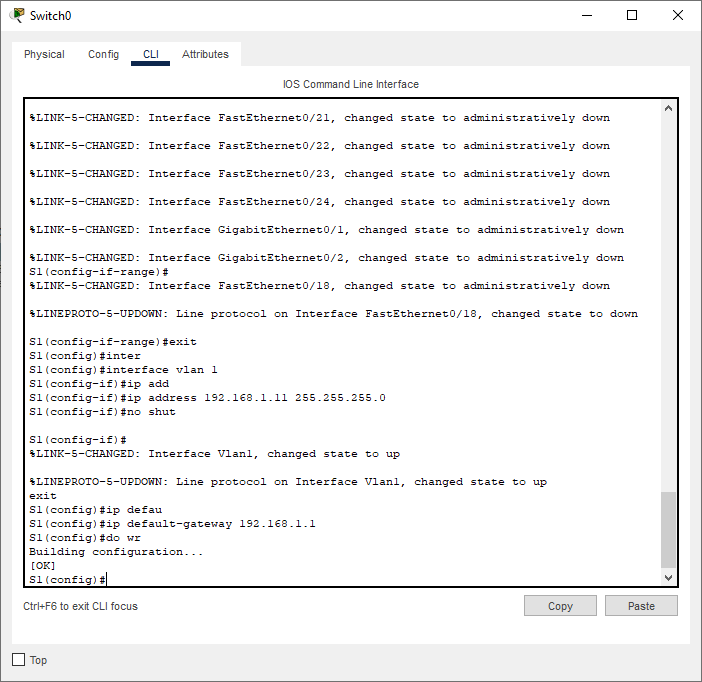 Switch0
Physical Config CLI Attributes
IOS Command Line Interface
%LINK-5-CHANGED: Interface FastEthernet0/21, changed state to administratively down
%LINK-5-CHANGED: Interface FastEthernet0/22, changed state to administratively down
%LINK-5-CHANGED: Interface FastEthernet0/23, changed state to administratively down
%LINK-5-CHANGED: Interface FastEthernet0/24, changed state to administratively down
%LINK-5-CHANGED: Interface GigabitEthernet0/1, changed state to administratively down
%LINK-5-CHANGED: Interface GigabitEthernet0/2, changed state to administratively down
S1(config-if-range)#
%LINK-5-CHANGED: Interface FastEthernet0/18, changed state to administratively down
%LINEPROTO-5-UPDOWN: Line protocol on Interface FastEthernet0/18, changed state to down
S1(config-if-range)#exit
S1(config)#inter
S1(config)#interface vlan 1
S1(config-if)#ip add
S1(config-if)#ip address 192.168.1.11 255.255.255.0
S1(config-if)#no shut
S1(config-if)#
%LINK-5-CHANGED: Interface Vlan1, changed state to up
%LINEPROTO-5-UPDOWN: Line protocol on Interface Vlan1, changed state to up
exit
S1(config)#ip defau
S1(config)#ip default-gateway 192.168.1.1
S1(config)#do wr
Building configuration...
[OK]
S1(config)#
Ctrl+F6 to exit CLI focus
Copy Paste
Top